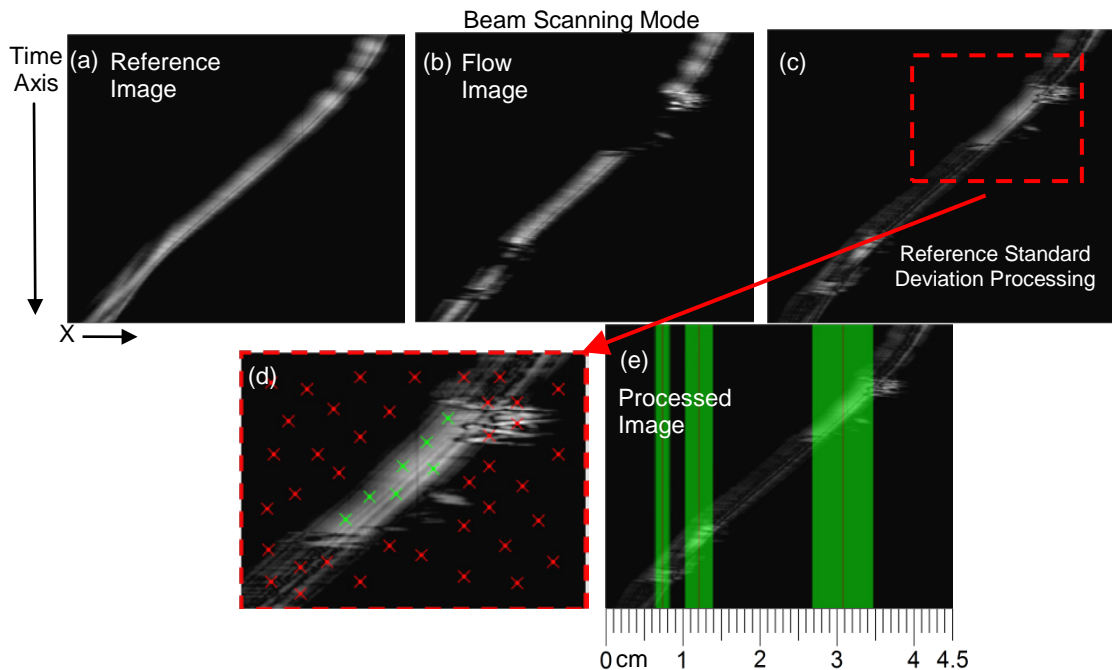 Beam Scanning Mode
Time
Axis
(a)
Reference
Image
(b)
Flow
Image
(c)
Reference Standard
Deviation Processing
X
(d)
(e)
Processed
Image
0 cm 1 2 3 4 4.5